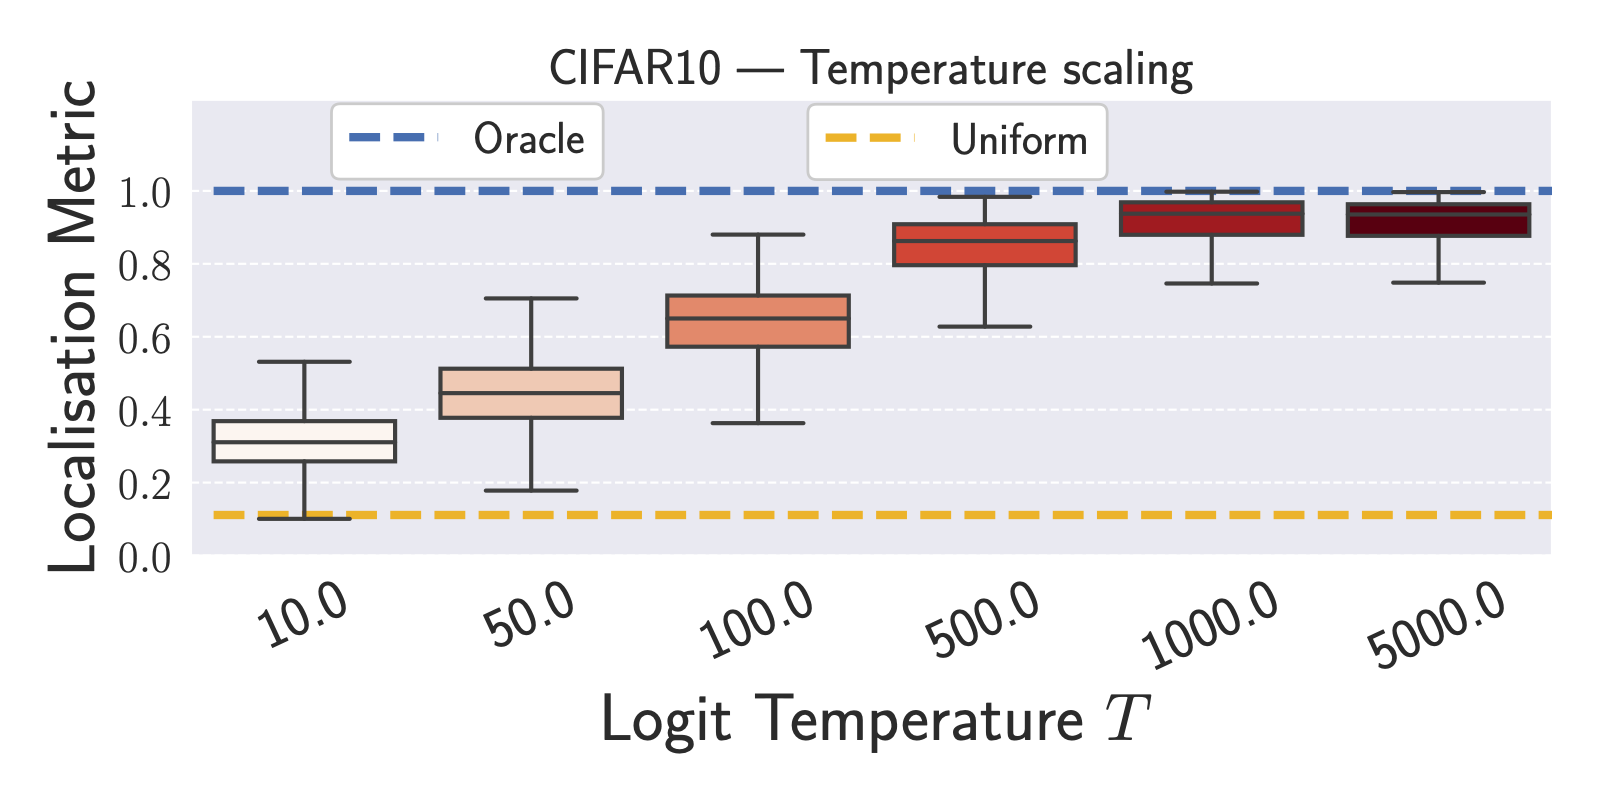 CIFAR10 — Temperature scaling
Oracle
Uniform
Localisation Metric
1.0
0.8
0.6
0.4
0.2
0.0
10.0 50.0 100.0 500.0 1000.0 5000.0
Logit Temperature T